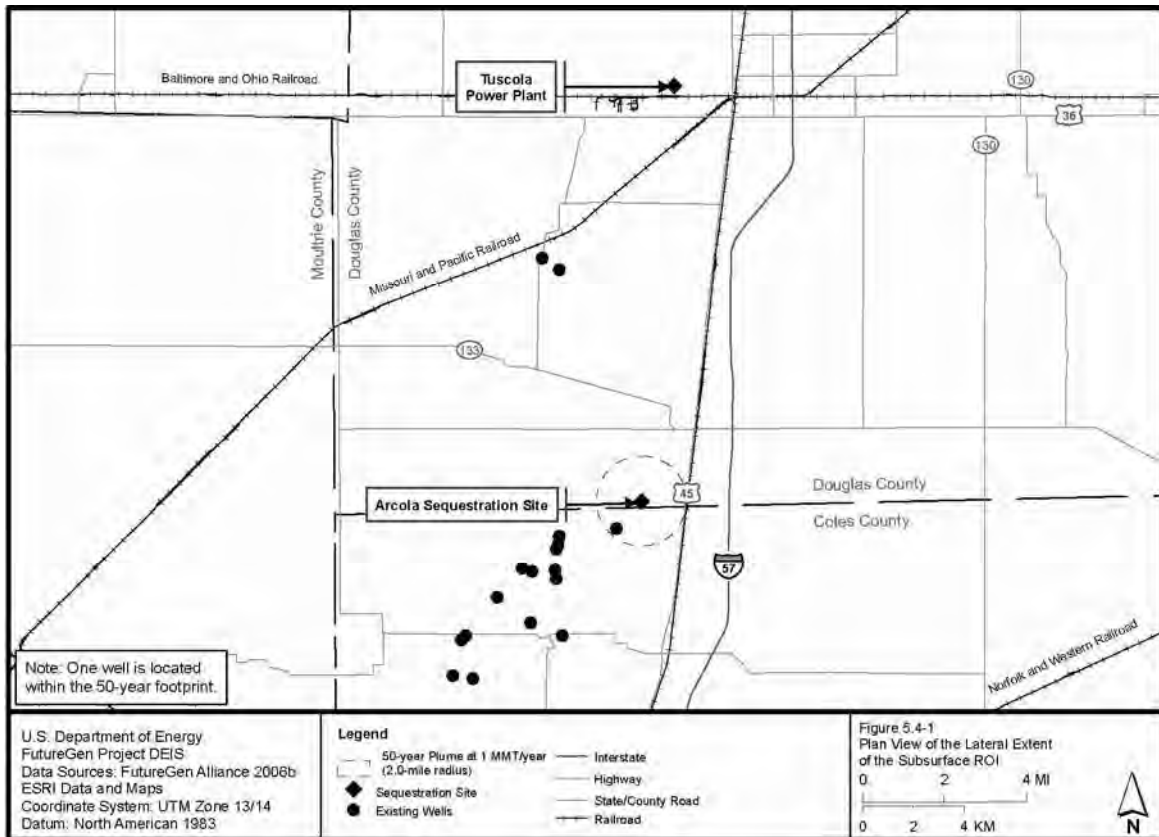 Baltimore and Ohio Railroad
Tuscola
Power Plant
130
36
130
Moultrie County
Douglas County
Missouri and Pacific Railroad
133
Arcola Sequestration Site
45
Douglas County
Coles County
57
Norfolk and Western Railroad
Note: One well is located
within the 50-year footprint.
U.S. Department of Energy
FutureGen Project DEIS
Data Sources: FutureGen Alliance 2006b
ESRI Data and Maps
Coordinate System: UTM Zone 13/14
Datum: North American 1983
Legend
50-year Plume at 1 MMT/year
(2.0-mile radius)
Sequestration Site
Existing Wells
Interstate
Highway
State/County Road
Railroad
Figure 5.4-1
Plan View of the Lateral Extent
of the Subsurface ROI
0 2 4 MI
0 2 4 KM
N